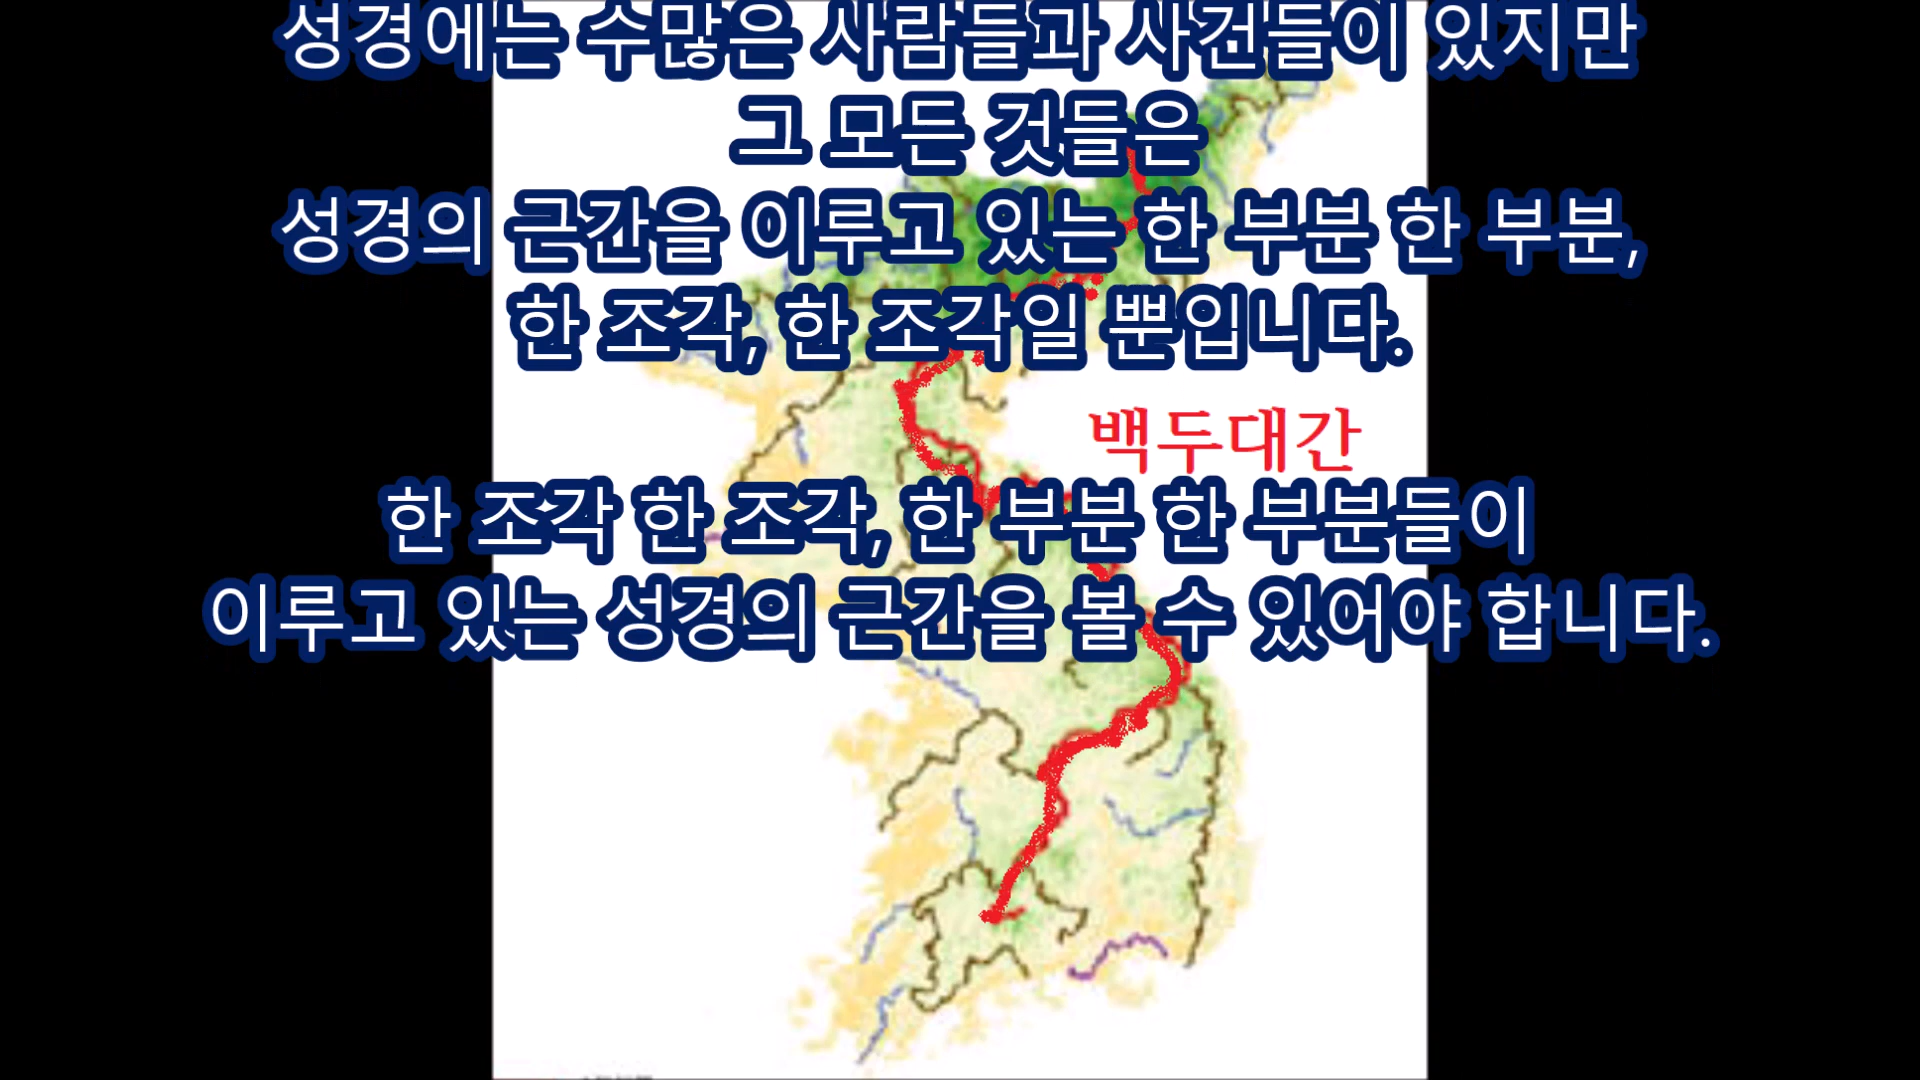 성경에는 수많은 사람들과 사건들이 있지만
그 모든 것들은
성경의 근간을 이루고 있는 한 부분 한 부분,
한 조각, 한 조각일 뿐입니다.
백두대간
한 조각 한 조각, 한 부분 한 부분들이
이루고 있는 성경의 근간을 볼 수 있어야 합니다.